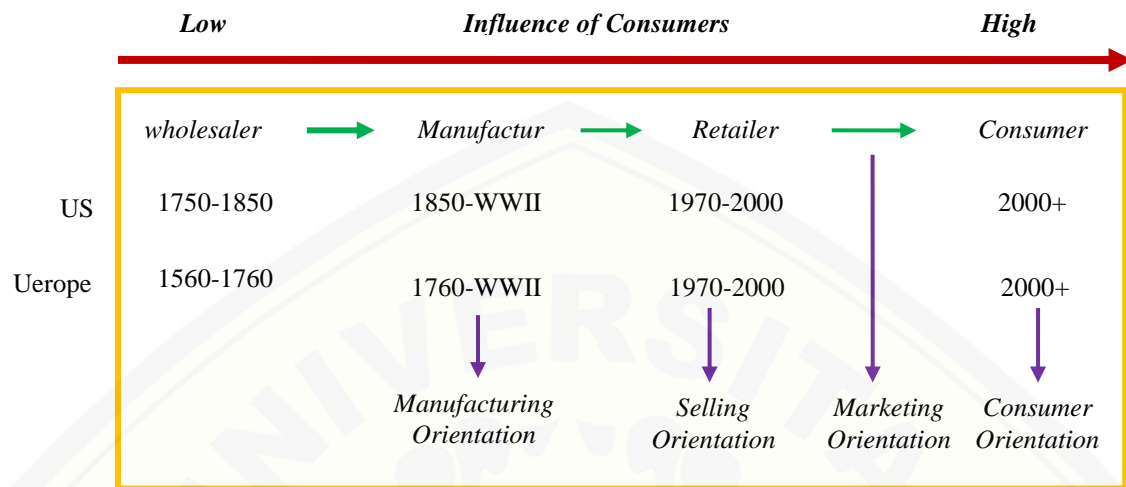 Low Influence of Consumers High
wholesaler Manufactur Retailer Consumer
US 1750-1850 1850-WWII 1970-2000 2000+
Uerope 1560-1760 1760-WWII 1970-2000 2000+
Manufacturing Selling Marketing Consumer
Orientation Orientation Orientation Orientation
UNIVERSITA